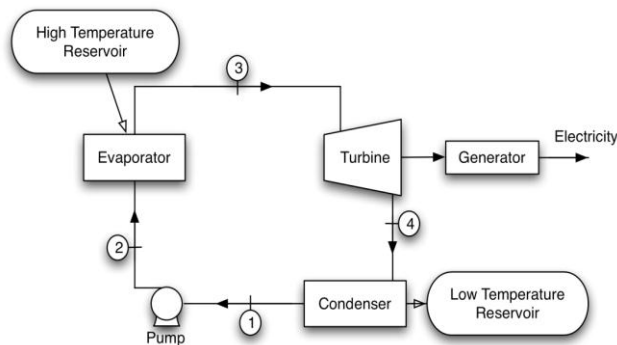 High Temperature
Reservoir
3
Evaporator
Turbine
Generator
Electricity
2
4
Pump
1
Condenser
Low Temperature
Reservoir